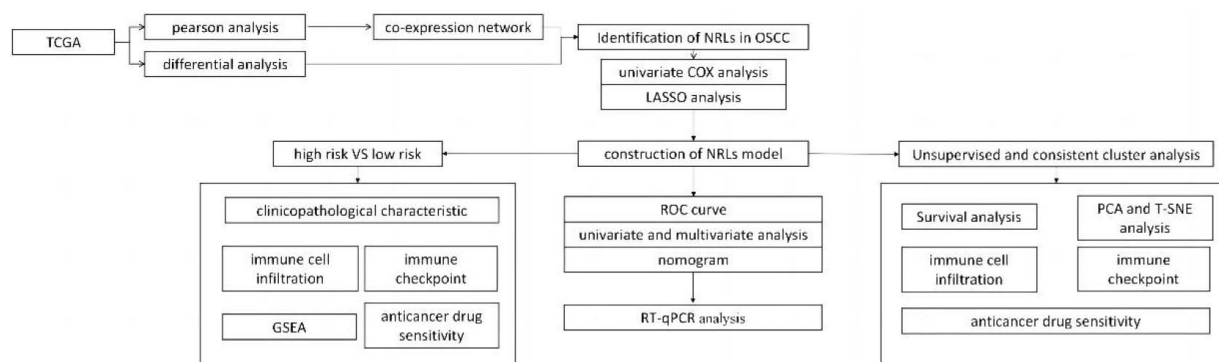 TCGA
pearson analysis
co-expression network
differential analysis
Identification of NRLs in OSCC
univariate COX analysis
LASSO analysis
high risk VS low risk
construction of NRLs model
Unsupervised and consistent cluster analysis
clinicopathological characteristic
immune cell
infiltration
immune
checkpoint
GSEA
anticancer drug
sensitivity
ROC curve
univariate and multivariate analysis
nomogram
RT-qPCR analysis
Survival analysis
PCA and T-SNE
analysis
immune cell
infiltration
immune
checkpoint
anticancer drug sensitivity